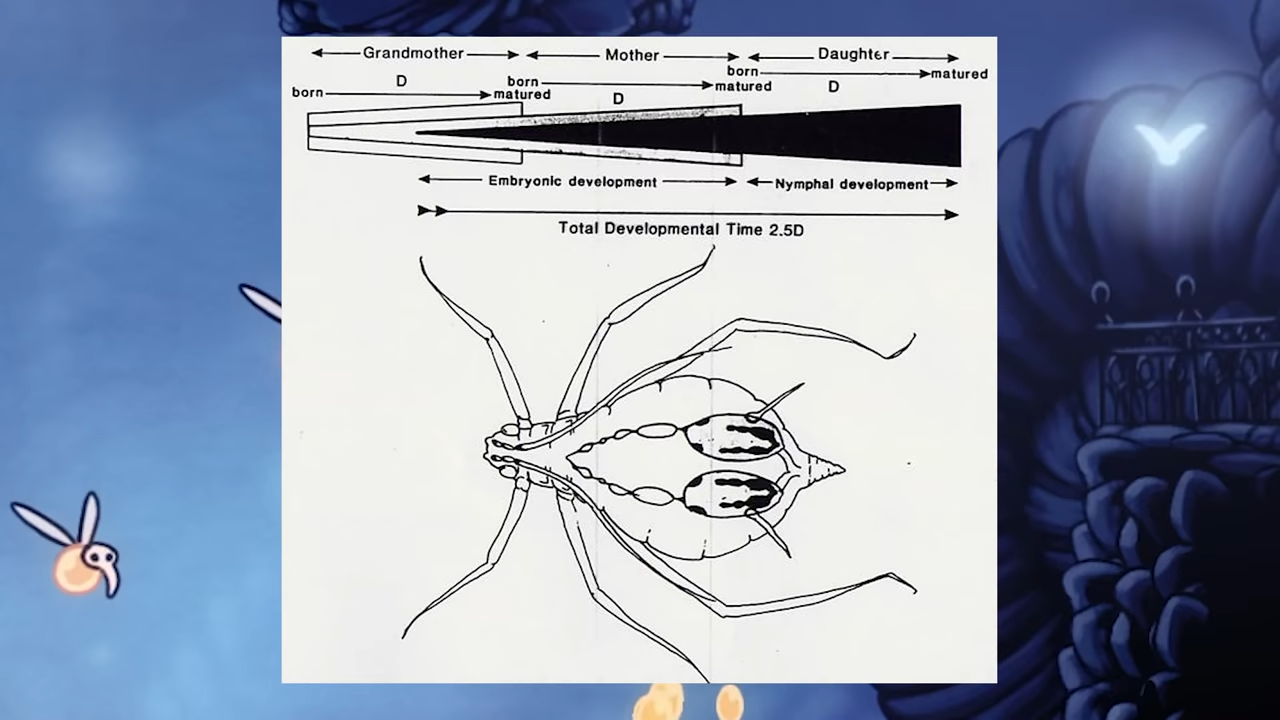 Grandmother Mother Daughter
D born born matured
born matured D matured D
Embryonic development Nymphal development
Total Developmental Time 2.5D